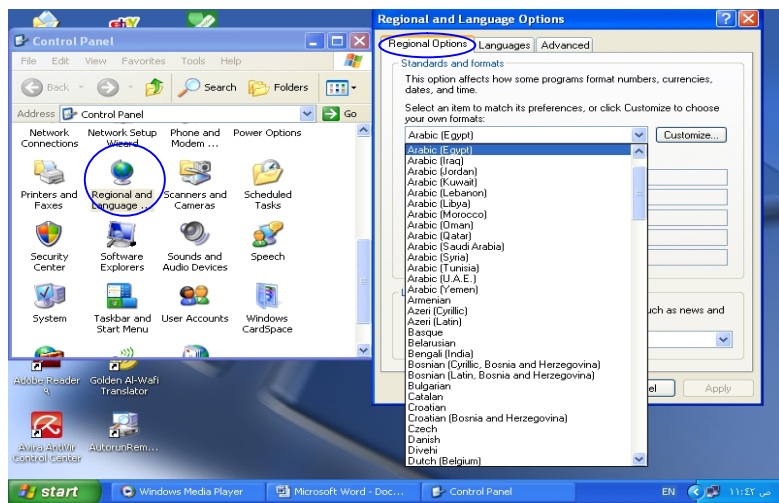 Control Panel
File Edit View Favorites Tools Help
Back Search Folders
Address Control Panel Go
Network Connections
Network Setup Wizard
Phone and Modem ...
Power Options
Printers and Faxes
Regional and Language ...
Scanners and Cameras
Scheduled Tasks
Security Center
Software Explorers
Sounds and Audio Devices
Speech
System
Taskbar and Start Menu
User Accounts
Windows CardSpace
Adobe Reader 9
Golden Al-Wafi Translator
Avira AntiVir Control Center
AutorunRem...
Regional and Language Options
Regional Options Languages Advanced
Standards and formats
This option affects how some programs format numbers, currencies,
dates, and time.
Select an item to match its preferences, or click Customize to choose
your own formats:
Arabic (Egypt) Customize...
Arabic (Egypt)
Arabic (Iraq)
Arabic (Jordan)
Arabic (Kuwait)
Arabic (Lebanon)
Arabic (Libya)
Arabic (Morocco)
Arabic (Oman)
Arabic (Qatar)
Arabic (Saudi Arabia)
Arabic (Syria)
Arabic (Tunisia)
Arabic (U.A.E.)
Arabic (Yemen)
Armenian
Azeri (Cyrillic)
Azeri (Latin)
Basque
Belarusian
Bengali (India)
Bosnian (Cyrillic, Bosnia and Herzegovina)
Bosnian (Latin, Bosnia and Herzegovina)
Bulgarian
Catalan
Croatian
Croatian (Bosnia and Herzegovina)
Czech
Danish
Divehi
Dutch (Belgium)
L
uch as news and
el Apply
start Windows Media Player Microsoft Word - Doc... Control Panel EN ١١:٤٢ ص